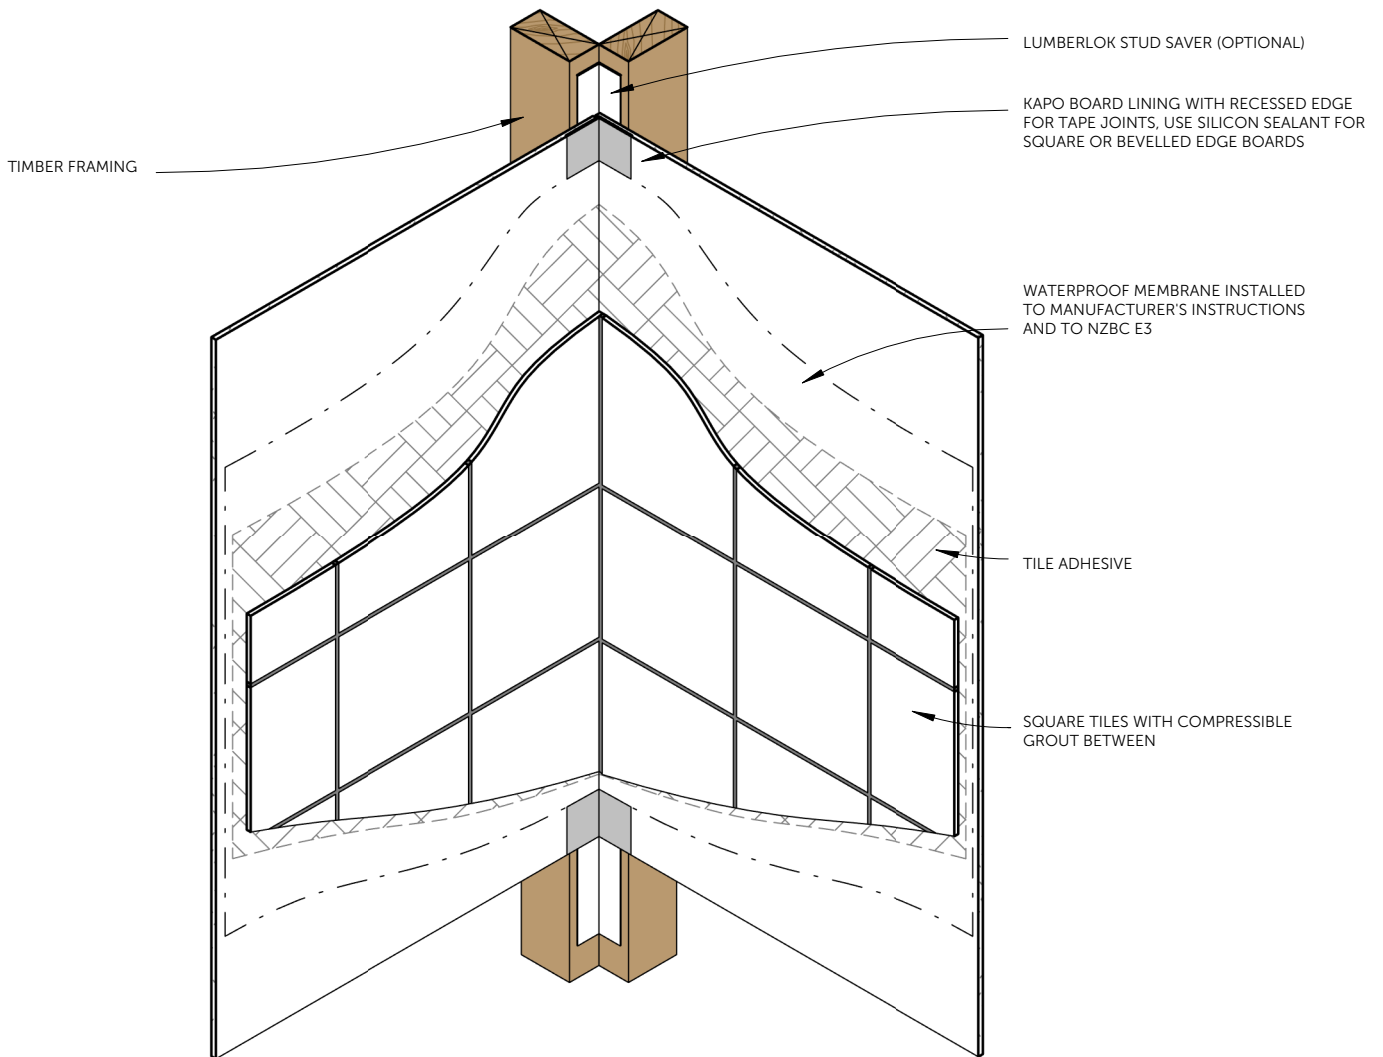 LUMBERLOK STUD SAVER (OPTIONAL)
KAPO BOARD LINING WITH RECESSED EDGE
FOR TAPE JOINTS, USE SILICON SEALANT FOR
SQUARE OR BEVELLED EDGE BOARDS
TIMBER FRAMING
WATERPROOF MEMBRANE INSTALLED
TO MANUFACTURER'S INSTRUCTIONS
AND TO NZBC E3
TILE ADHESIVE
SQUARE TILES WITH COMPRESSIBLE
GROUT BETWEEN